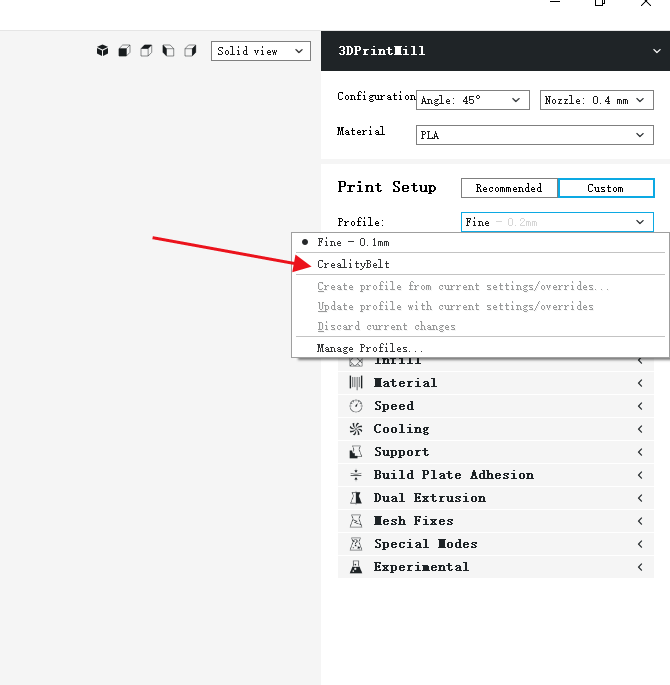 Solid view
3DPrintMill
Configuration
Angle: 45°
Nozzle: 0.4 mm
Material
PLA
Print Setup
Recommended
Custom
Profile:
Fine - 0.2mm
Fine - 0.1mm
CrealityBelt
Create profile from current settings/overrides...
Update profile with current settings/overrides
Discard current changes
Manage Profiles...
Infill
Material
Speed
Cooling
Support
Build Plate Adhesion
Dual Extrusion
Mesh Fixes
Special Modes
Experimental